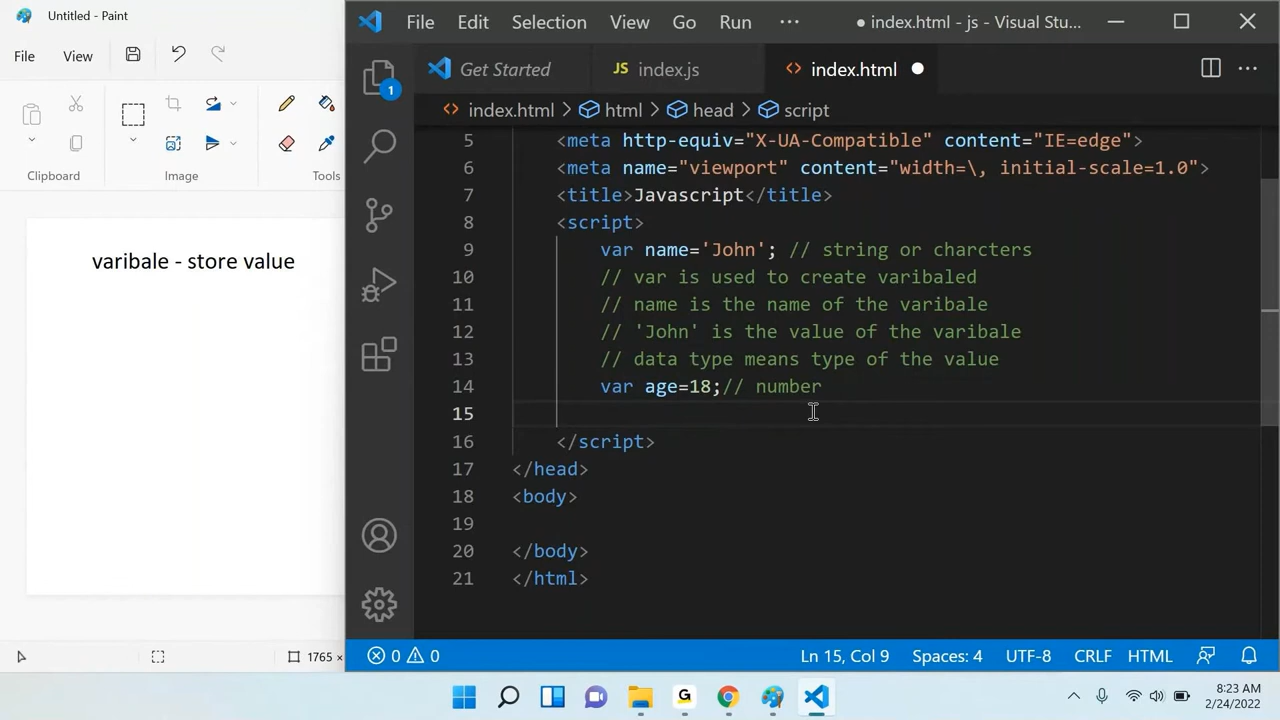 Untitled - Paint
File View
Clipboard
Image
Tools
varibale - store value
1765 ×
File Edit Selection View Go Run ··· ● index.html - js - Visual Stu...
1
Get Started
JS index.js
index.html
index.html > html > head > script
5 <meta http-equiv="X-UA-Compatible" content="IE=edge">
6 <meta name="viewport" content="width=\, initial-scale=1.0">
7 <title>Javascript</title>
8 <script>
9 var name='John'; // string or charcters
10 // var is used to create varibaled
11 // name is the name of the varibale
12 // 'John' is the value of the varibale
13 // data type means type of the value
14 var age=18;// number
15
16 </script>
17 </head>
18 <body>
19
20 </body>
21 </html>
0 0 Ln 15, Col 9 Spaces: 4 UTF-8 CRLF HTML
G
8:23 AM
2/24/2022